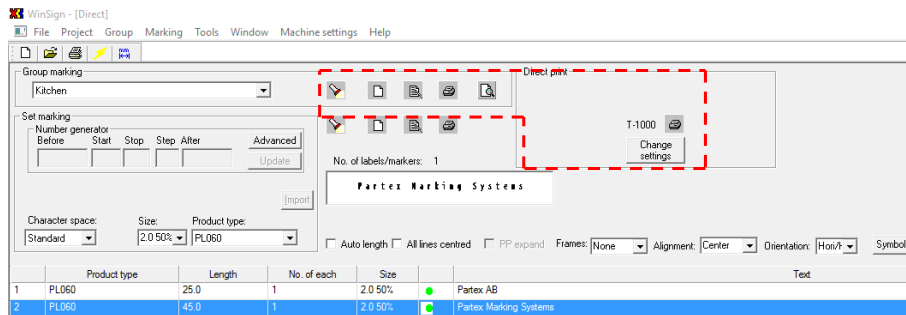 WinSign - [Direct]
File Project Group Marking Tools Window Machine settings Help
Group marking
Kitchen
Direct print
Set marking
Number generator
Before Start Stop Step After Advanced
Update
T-1000
Change settings
No. of labels/markers: 1
Partex Marking Systems
Import
Character space: Size: Product type:
Standard 2.0 50% PL060
Auto length All lines centred PP expand Frames: None Alignment: Center Orientation: Hori/ Symbol
Product type Length No. of each Size Text
1 PL060 25.0 1 2.0 50% Partex AB
2 PL060 45.0 1 2.0 50% Partex Marking Systems